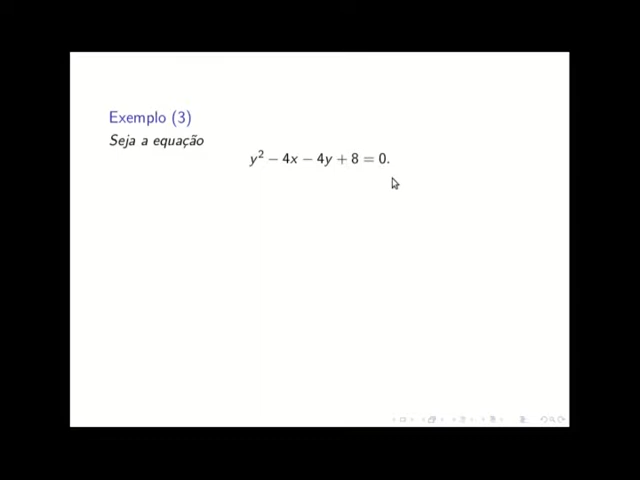 Exemplo (3)
Seja a equação
y² − 4x − 4y + 8 = 0.